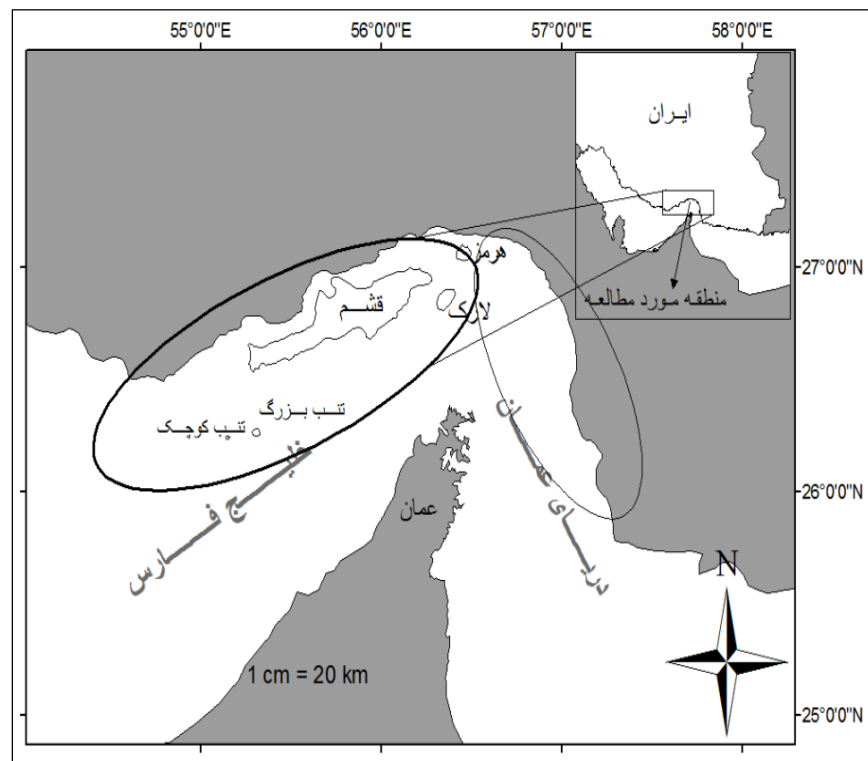 55°0'0"E 56°0'0"E 57°0'0"E 58°0'0"E
ایران
منطقه مورد مطالعه
27°0'0"N
26°0'0"N
25°0'0"N
هرمز
قشم
لارک
تنب بزرگ
تنب کوچک
خلیج فارس
دریای عمان
عمان
N
1 cm = 20 km